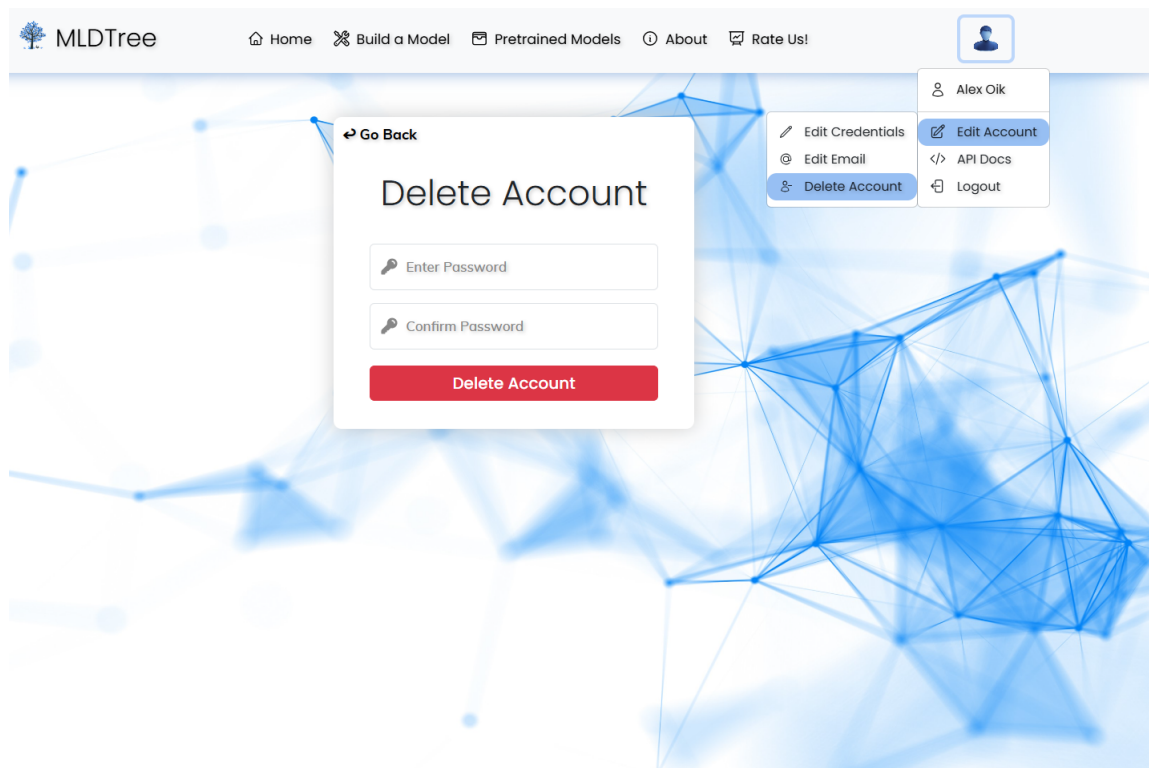 MLDTree
Home Build a Model Pretrained Models About Rate Us!
Alex Oik
Edit Account
API Docs
Logout
Edit Credentials
Edit Email
Delete Account
Go Back
Delete Account
Enter Password
Confirm Password
Delete Account